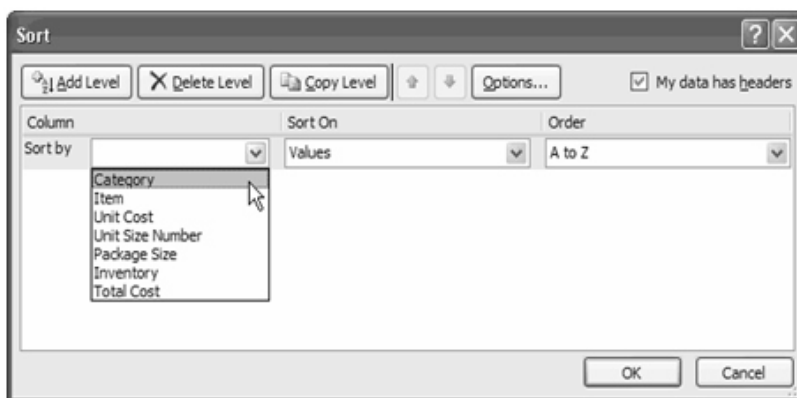 Sort
Add Level Delete Level Copy Level Options... My data has headers
Column Sort On Order
Sort by Values A to Z
Category
Item
Unit Cost
Unit Size Number
Package Size
Inventory
Total Cost
OK Cancel